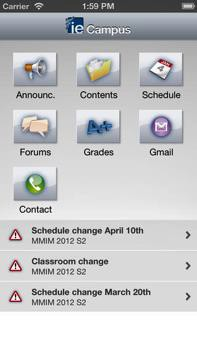 1:59 PM
ie Campus
Announc. Contents Schedule
Forums Grades Gmail
Contact
Schedule change April 10th
MMIM 2012 S2
Classroom change
MMIM 2012 S2
Schedule change March 20th
MMIM 2012 S2